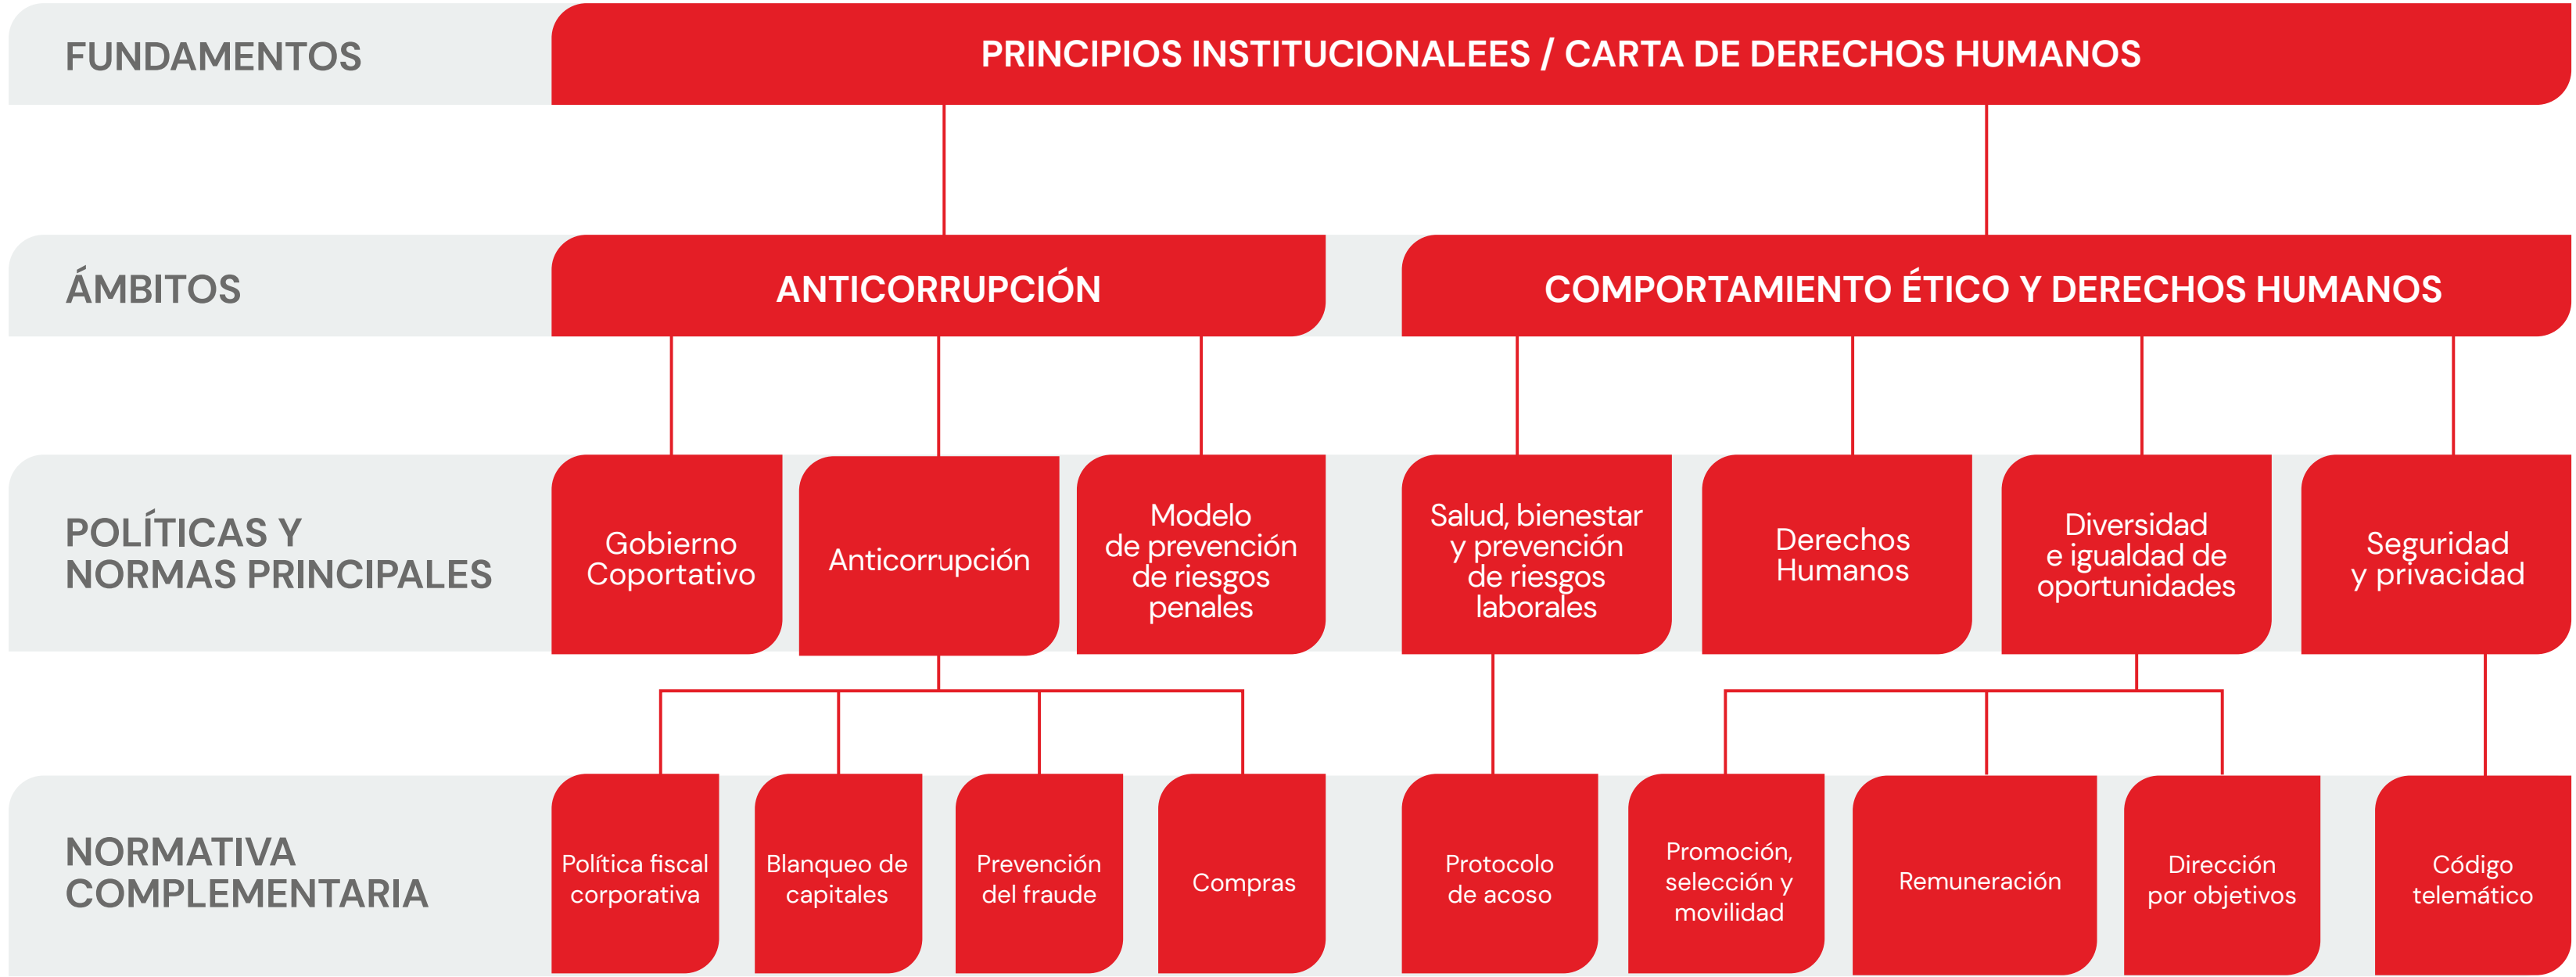 FUNDAMENTOS
PRINCIPIOS INSTITUCIONALEES / CARTA DE DERECHOS HUMANOS
ÁMBITOS
ANTICORRUPCIÓN
COMPORTAMIENTO ÉTICO Y DERECHOS HUMANOS
POLÍTICAS Y
NORMAS PRINCIPALES
Gobierno
Coportativo
Anticorrupción
Modelo
de prevención
de riesgos
penales
Salud, bienestar
y prevención
de riesgos
laborales
Derechos
Humanos
Diversidad
e igualdad de
oportunidades
Seguridad
y privacidad
NORMATIVA
COMPLEMENTARIA
Política fiscal
corporativa
Blanqueo de
capitales
Prevención
del fraude
Compras
Protocolo
de acoso
Promoción,
selección y
movilidad
Remuneración
Dirección
por objetivos
Código
telemático